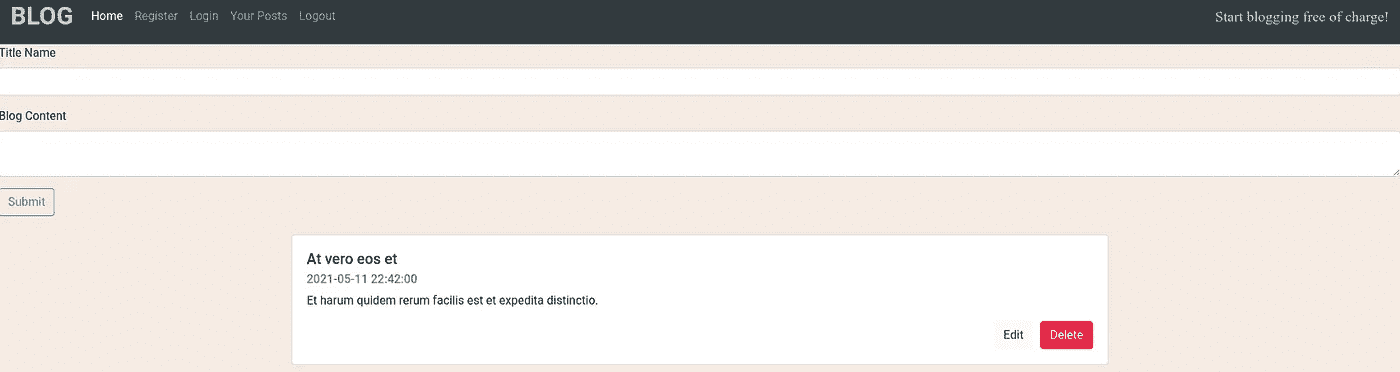 BLOG Home Register Login Your Posts Logout Start blogging free of charge!
Title Name
Blog Content
Submit
At vero eos et
2021-05-11 22:42:00
Et harum quidem rerum facilis est et expedita distinctio.
Edit Delete